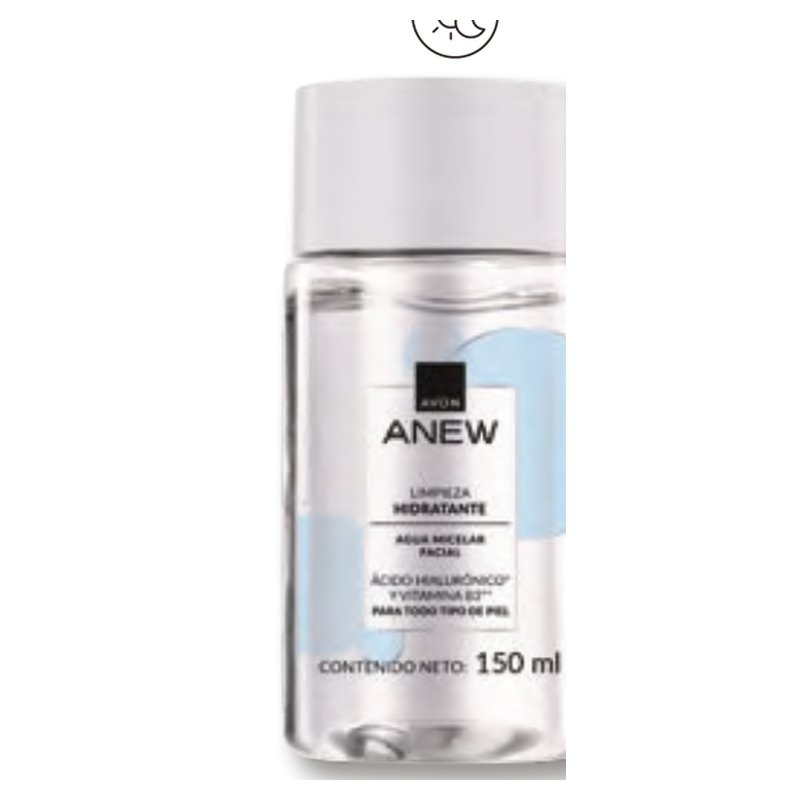 AVON
ANEW
LIMPIEZA
HIDRATANTE
AGUA MICELAR
FACIAL
ÁCIDO HIALURÓNICO*
Y VITAMINA B3**
PARA TODO TIPO DE PIEL
CONTENIDO NETO: 150 ml